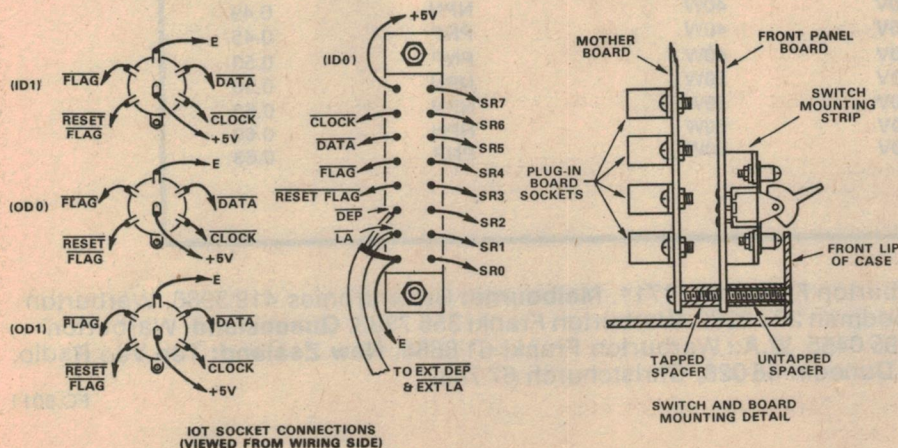 (ID1)
FLAG
E
DATA
RESET
FLAG
CLOCK
+5V
(OD 0)
FLAG
E
DATA
RESET
FLAG
CLOCK
+5V
(OD1)
FLAG
E
DATA
RESET
FLAG
CLOCK
+5V
IOT SOCKET CONNECTIONS
(VIEWED FROM WIRING SIDE)
+5V
(ID0)
CLOCK
DATA
FLAG
RESET FLAG
DEP
LA
SR7
SR6
SR5
SR4
SR3
SR2
SR1
SR0
E
TO EXT DEP
& EXT LA
MOTHER
BOARD
FRONT PANEL
BOARD
SWITCH
MOUNTING
STRIP
PLUG-IN
BOARD
SOCKETS
FRONT LIP
OF CASE
TAPPED
SPACER
UNTAPPED
SPACER
SWITCH AND BOARD
MOUNTING DETAIL